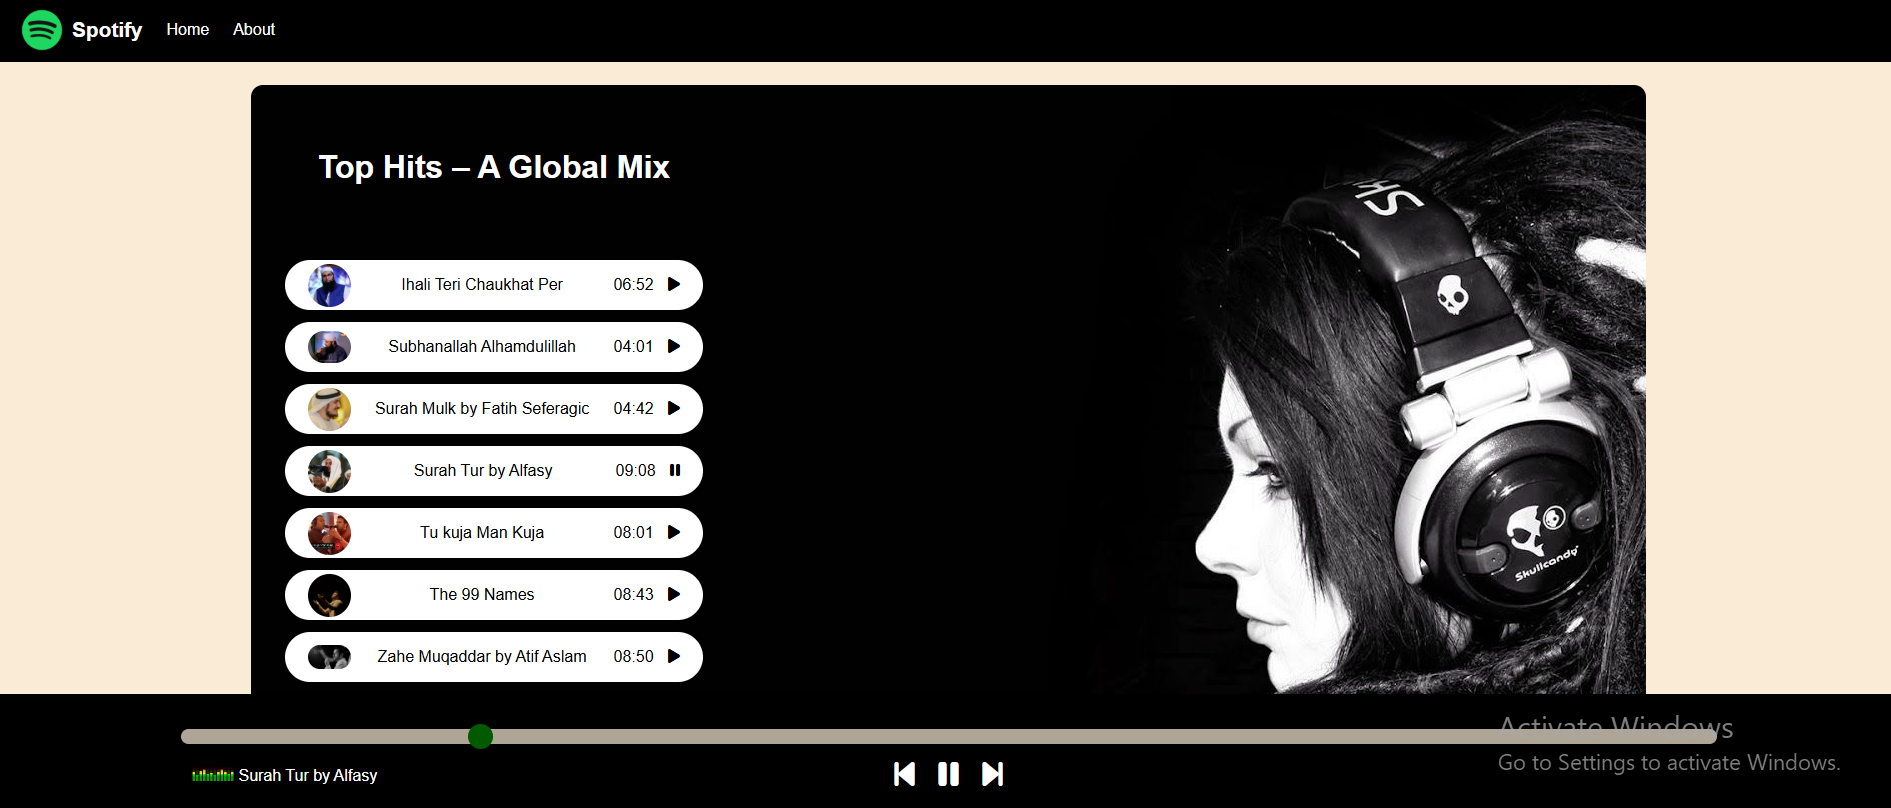 Spotify Home About
Top Hits – A Global Mix
SK
Ihali Teri Chaukhat Per 06:52
Subhanallah Alhamdulillah 04:01
Surah Mulk by Fatih Seferagic 04:42
Surah Tur by Alfasy 09:08
Tu kuja Man Kuja 08:01
The 99 Names 08:43
Zahe Muqaddar by Atif Aslam 08:50
Skullcandy
Activate Windows
Go to Settings to activate Windows.
Surah Tur by Alfasy